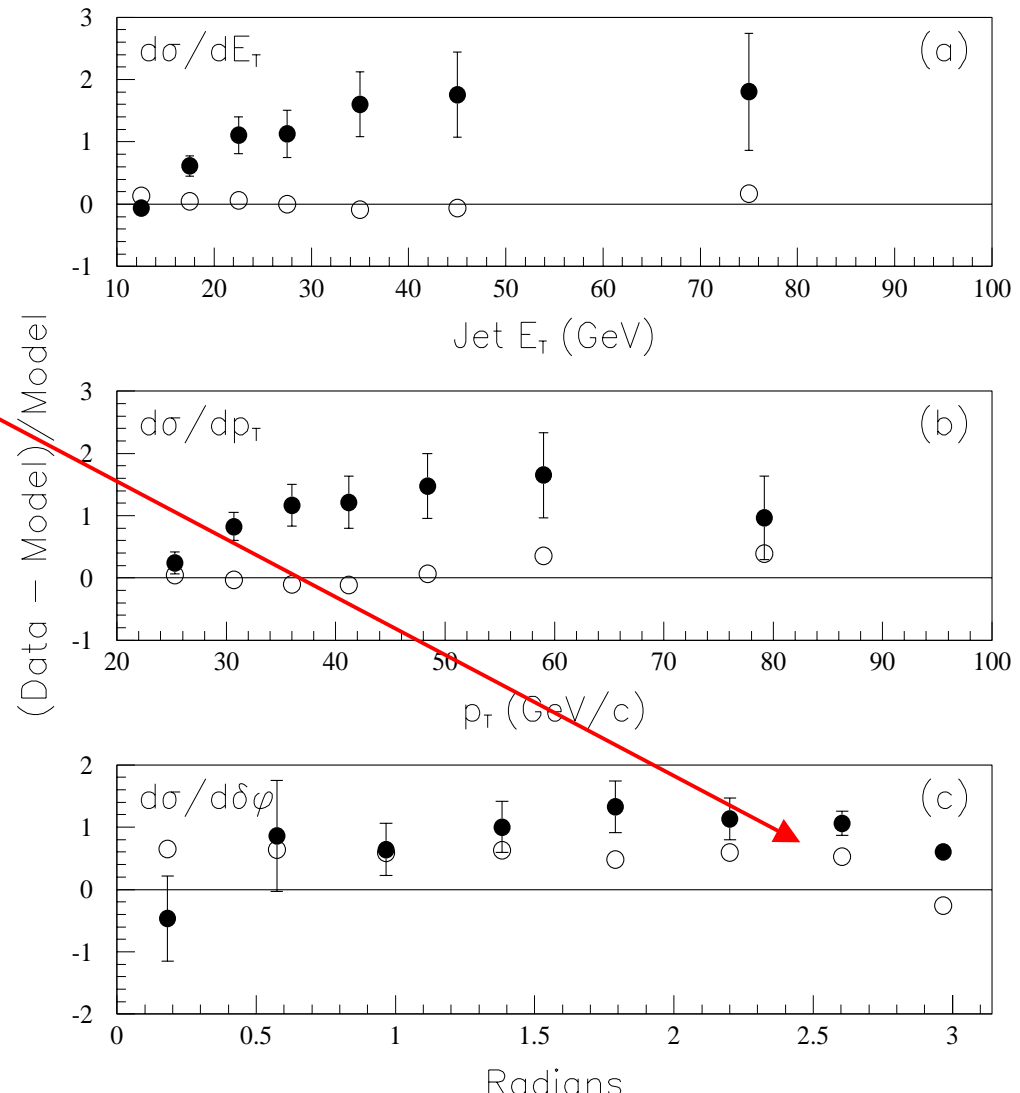 (Data – Model)/Model
3
2
1
0
-1
dσ/dE_T
(a)
10 20 30 40 50 60 70 80 90 100
Jet E_T (GeV)
3
2
1
0
-1
dσ/dp_T
(b)
20 30 40 50 60 70 80 90 100
p_T (GeV/c)
2
1
0
-1
-2
dσ/dδφ
(c)
0 0.5 1 1.5 2 2.5 3
Radians